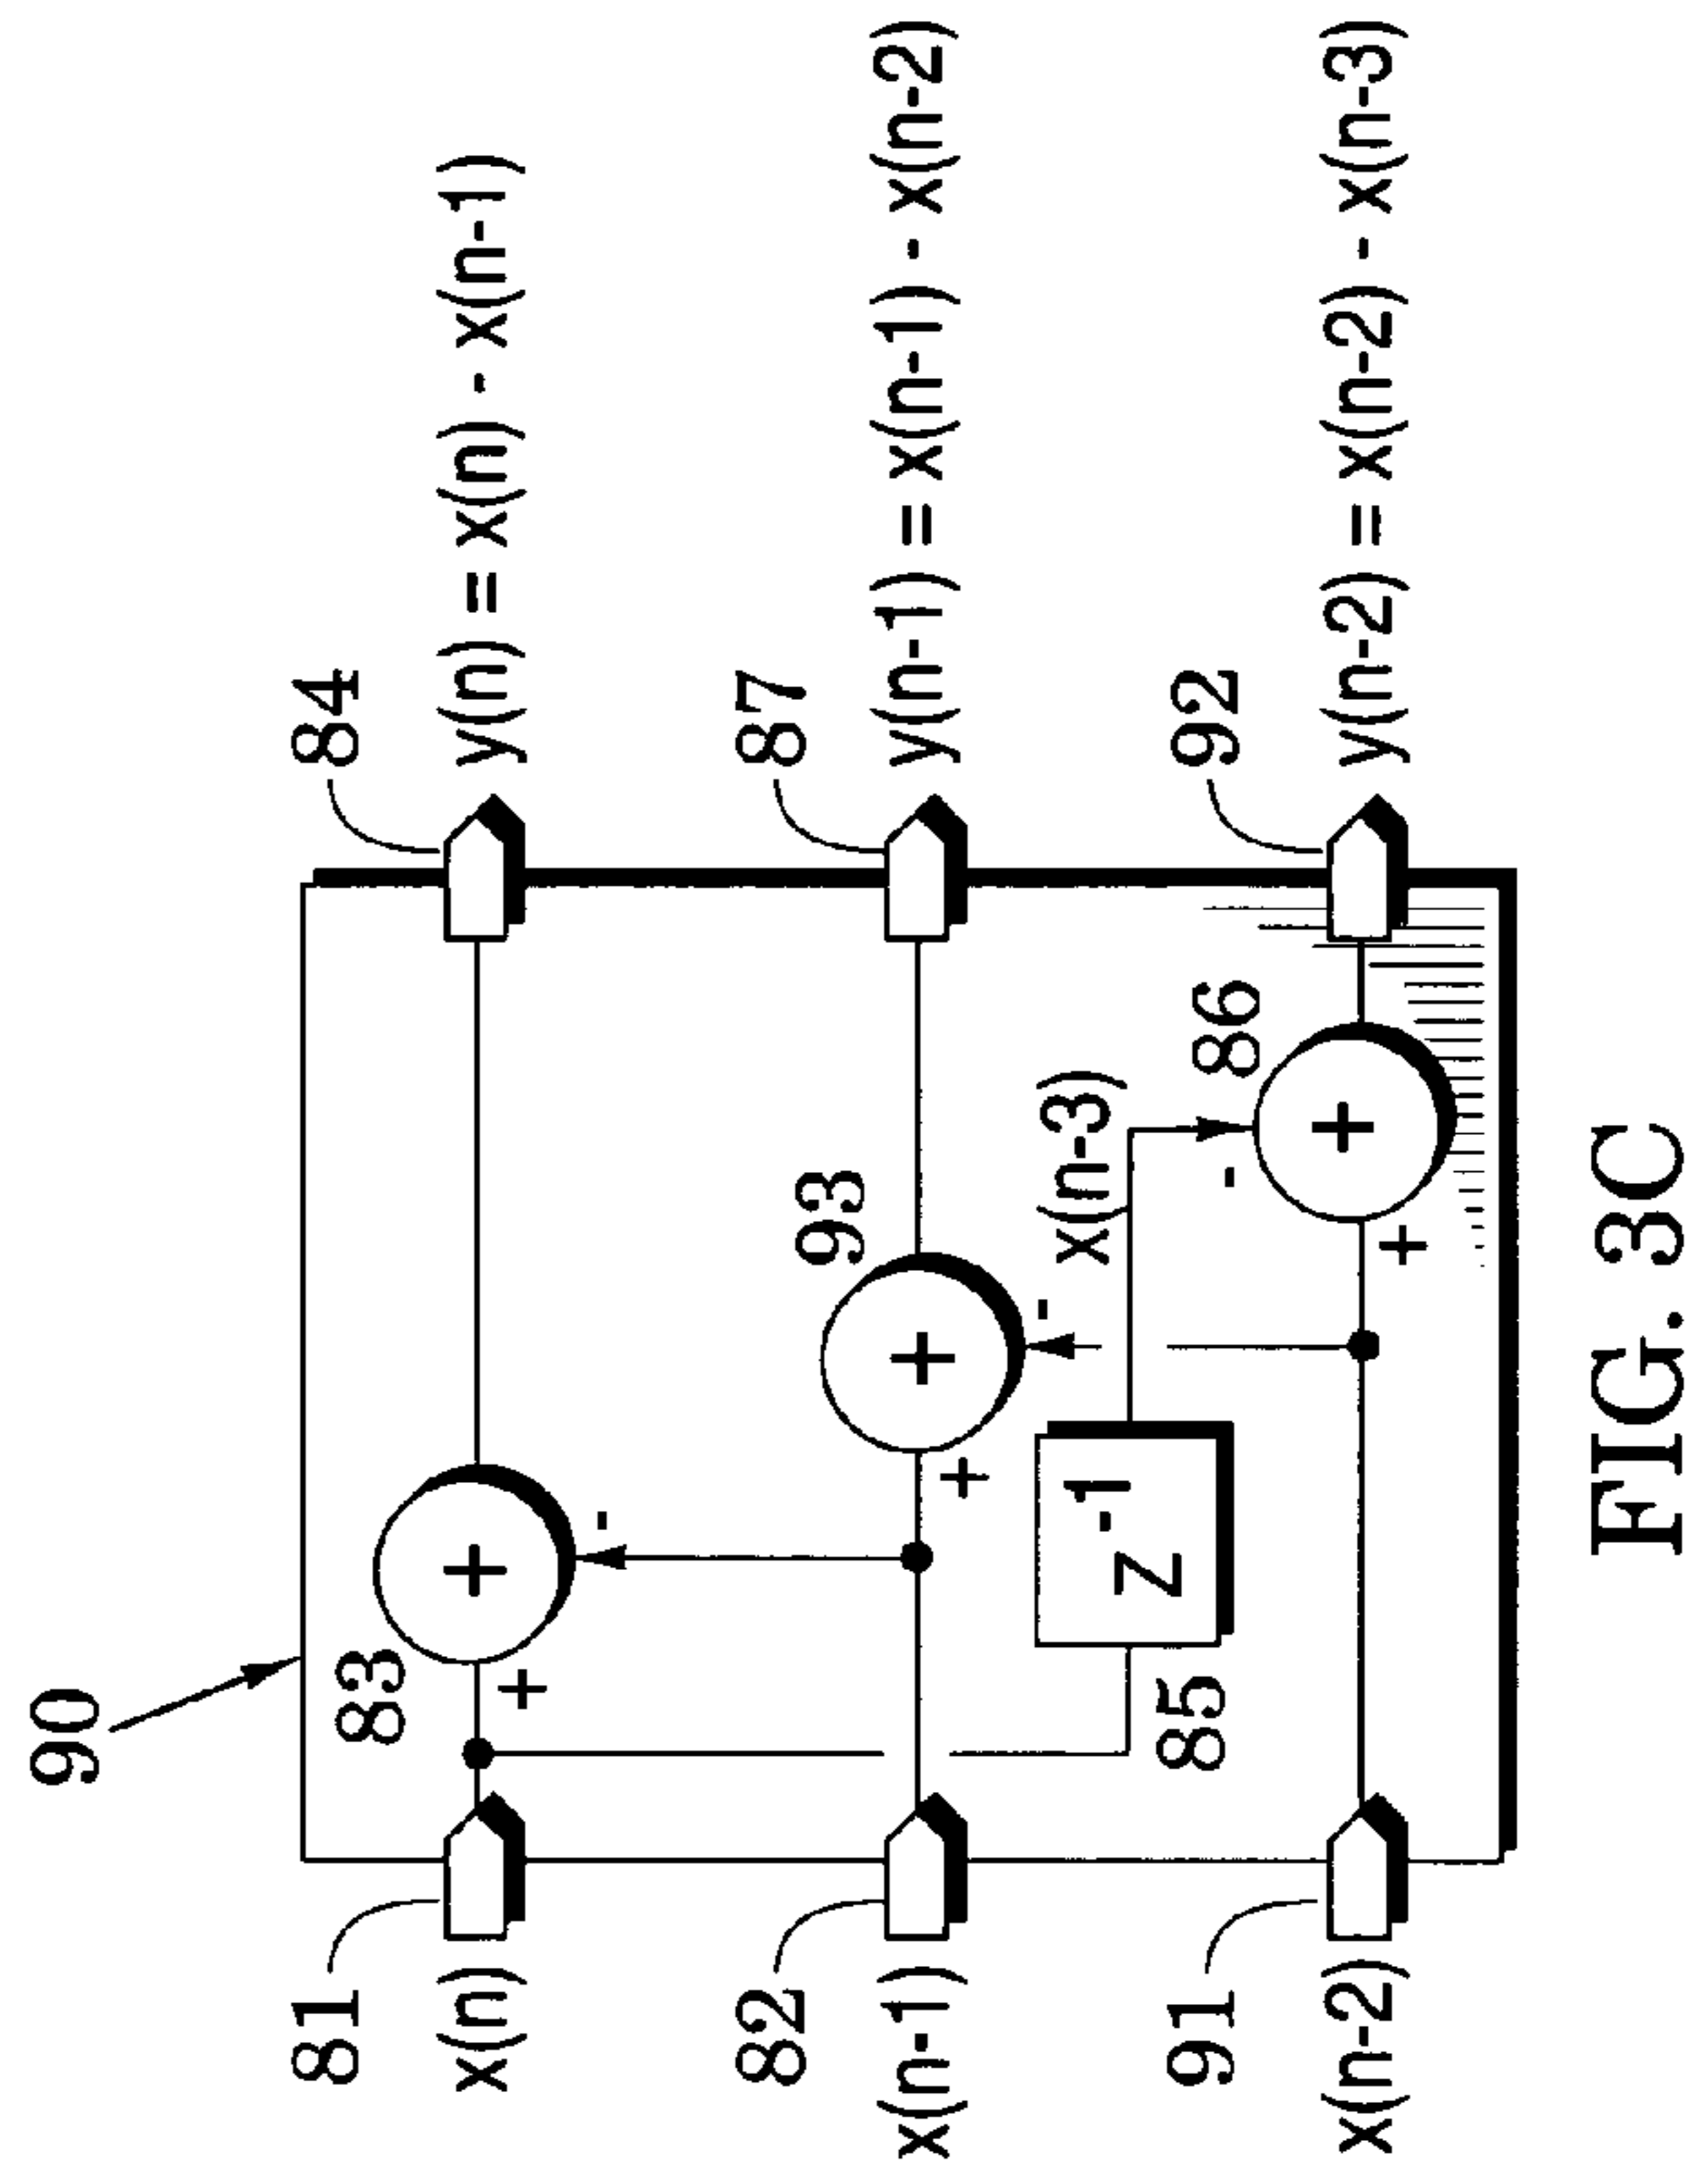 90
81
x(n)
83
+
+
-
84
y(n) = x(n) - x(n-1)
82
x(n-1)
93
+
+
-
87
y(n-1) = x(n-1) - x(n-2)
85
z-1
x(n-3)
91
x(n-2)
86
+
+
-
92
y(n-2) = x(n-2) - x(n-3)
FIG. 3C